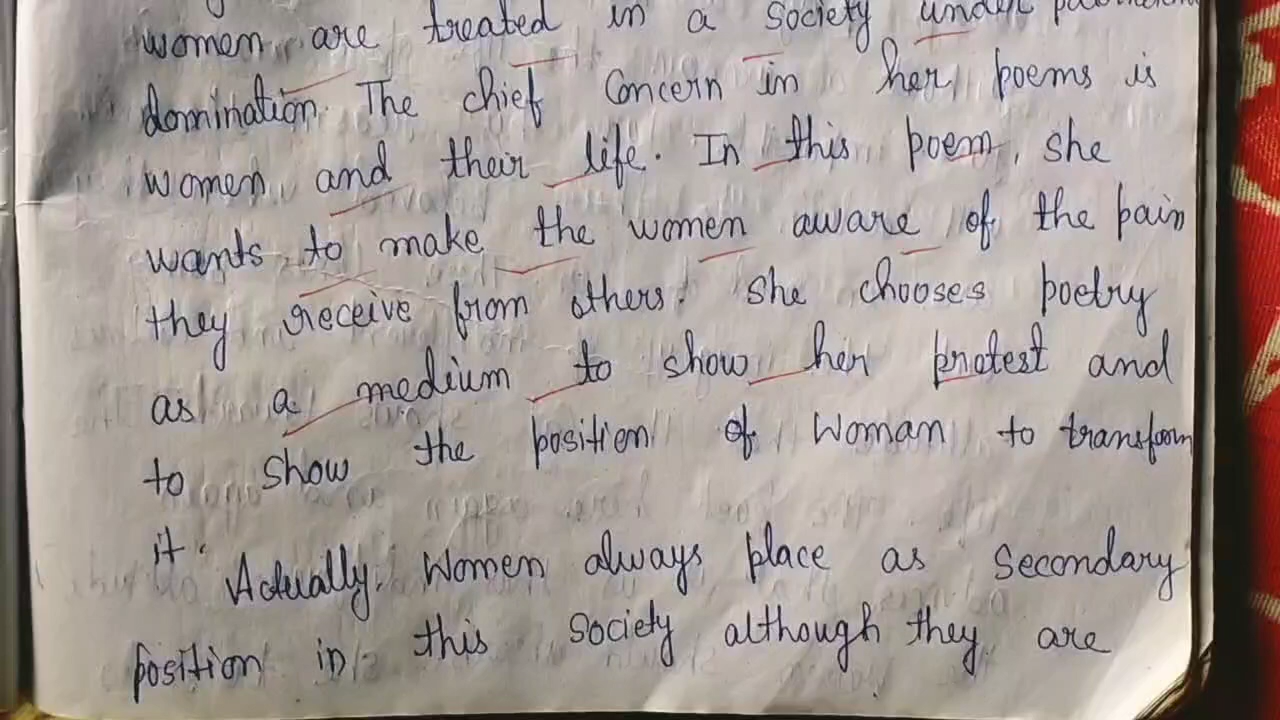 women are treated in a society under
domination. The chief Concern in her poems is
women and their life. In this poem, she
wants to make the women aware of the pain
they receive from others. She chooses poetry
as a medium to show her protest and
to show the position of Woman to transform
it.
Actually, Women always place as Secondary
position in this society although they are